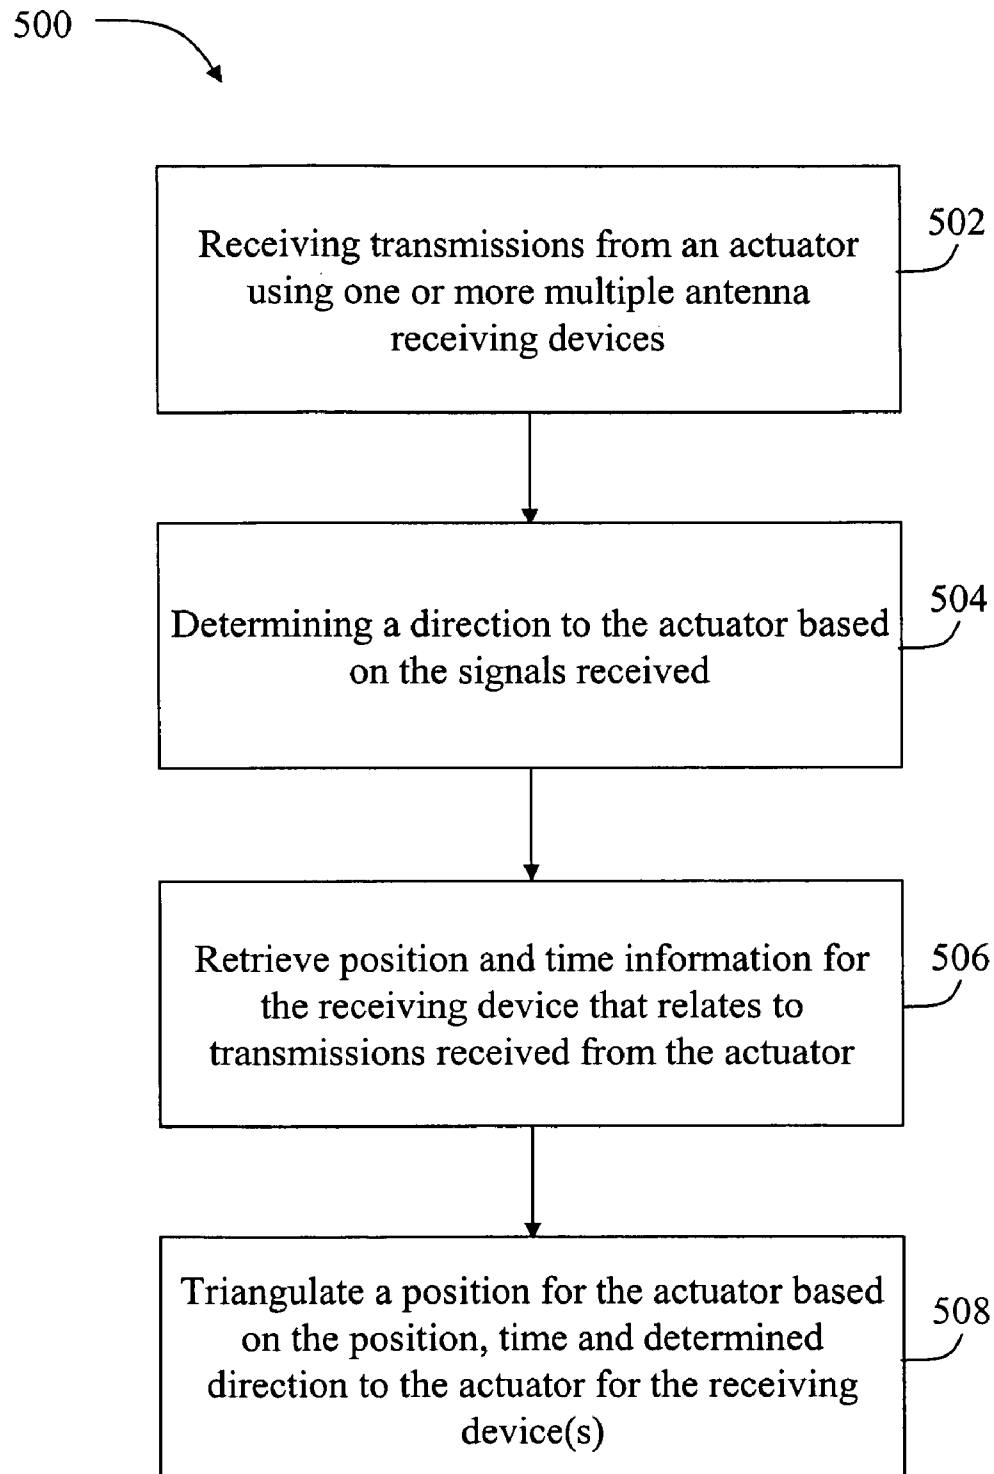 500
Receiving transmissions from an actuator
using one or more multiple antenna
receiving devices
502
Determining a direction to the actuator based
on the signals received
504
Retrieve position and time information for
the receiving device that relates to
transmissions received from the actuator
506
Triangulate a position for the actuator based
on the position, time and determined
direction to the actuator for the receiving
device(s)
508